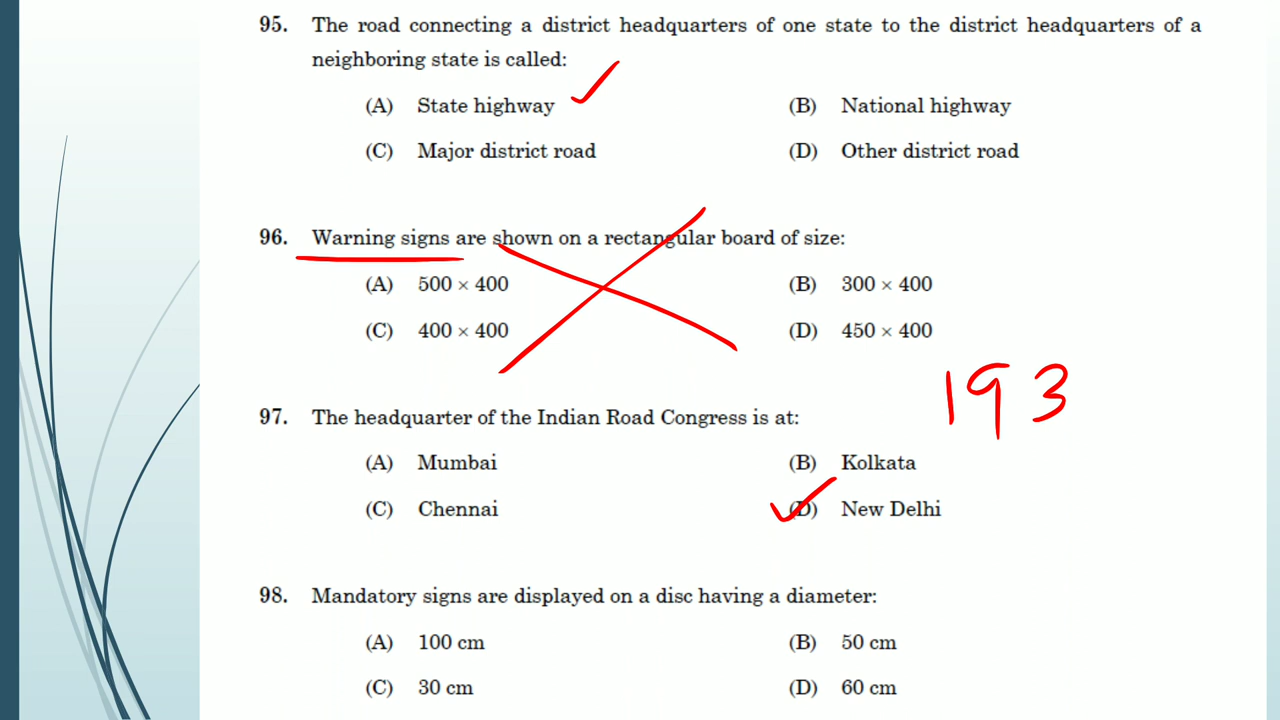 95. The road connecting a district headquarters of one state to the district headquarters of a
neighboring state is called:
(A) State highway (B) National highway
(C) Major district road (D) Other district road
96. Warning signs are shown on a rectangular board of size:
(A) 500 × 400 (B) 300 × 400
(C) 400 × 400 (D) 450 × 400
193
97. The headquarter of the Indian Road Congress is at:
(A) Mumbai (B) Kolkata
(C) Chennai (D) New Delhi
98. Mandatory signs are displayed on a disc having a diameter:
(A) 100 cm (B) 50 cm
(C) 30 cm (D) 60 cm